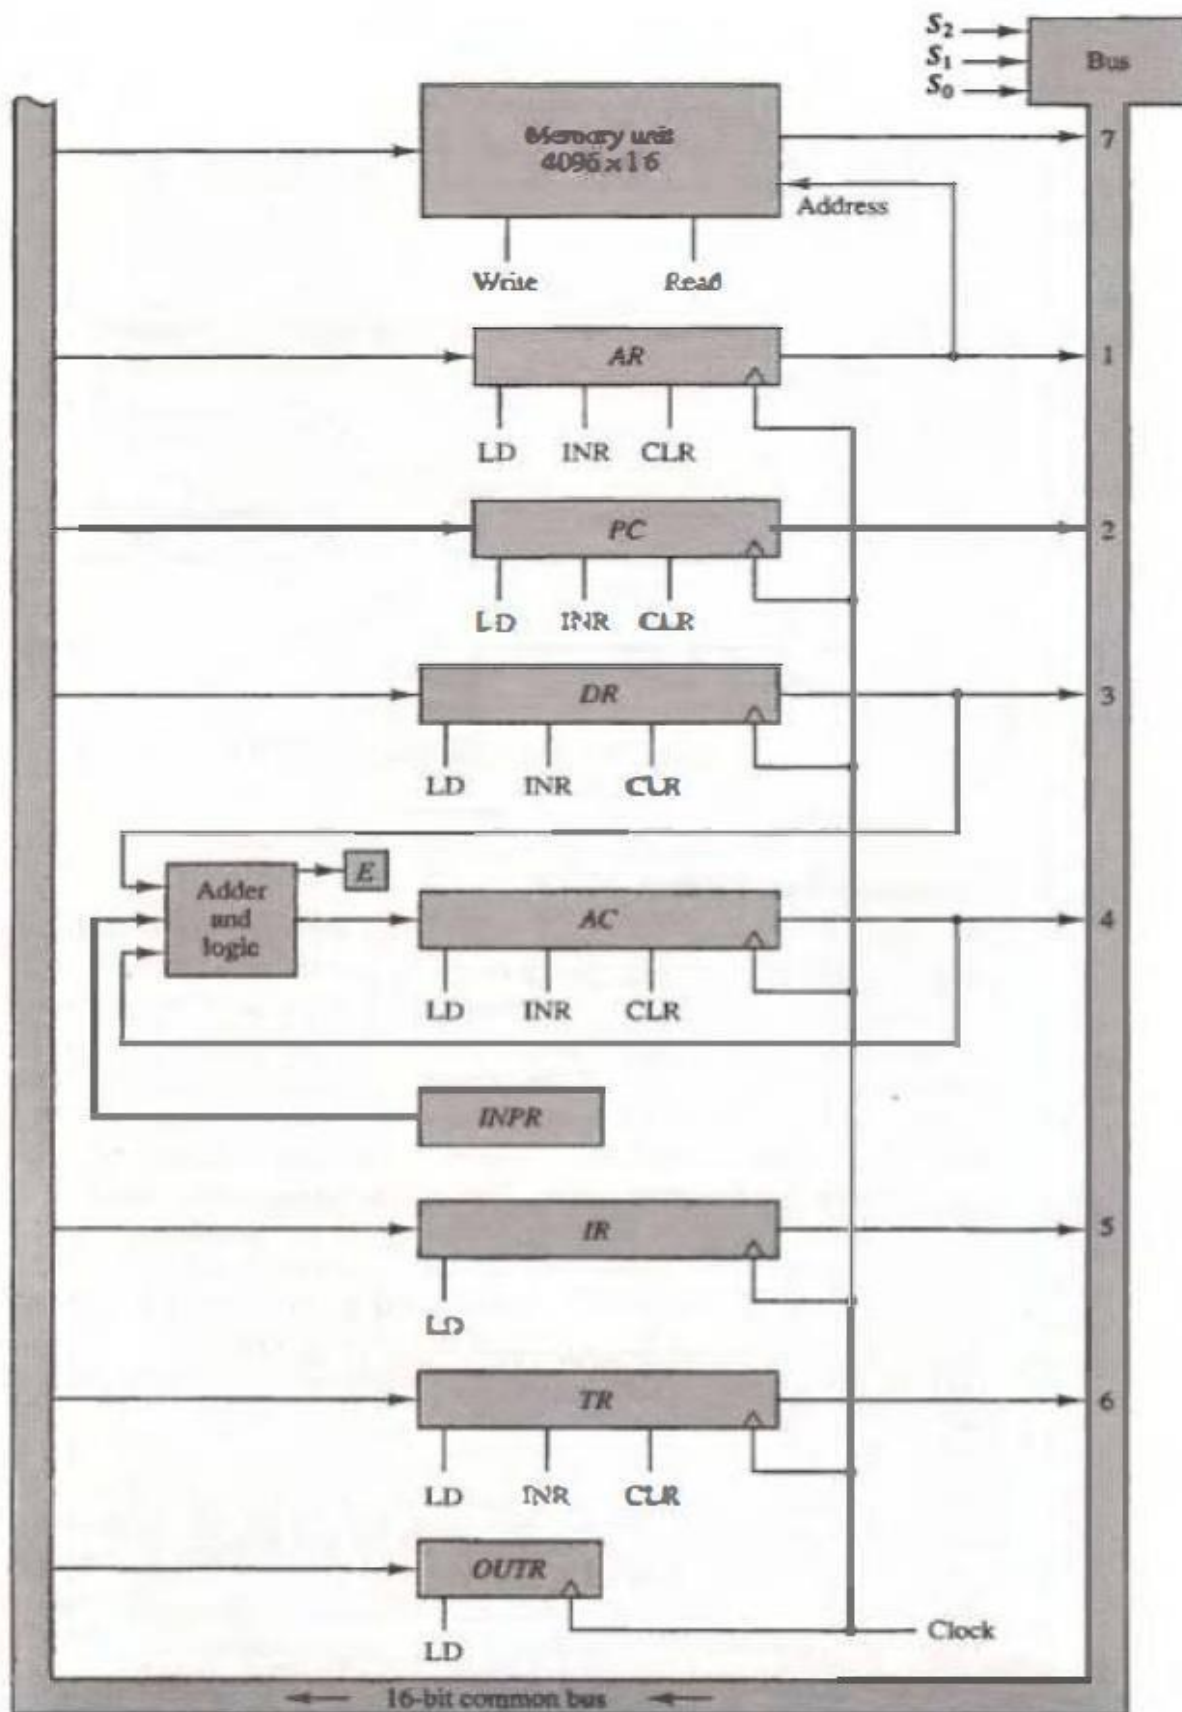 S2
S1
S0
Bus
Memory unit
4096 x 16
7
Address
Write
Read
AR
1
LD INR CLR
PC
2
LD INR CLR
DR
3
LD INR CLR
Adder
and
logic
E
AC
4
LD INR CLR
INPR
IR
5
LD
TR
6
LD INR CLR
OUTR
LD
Clock
16-bit common bus